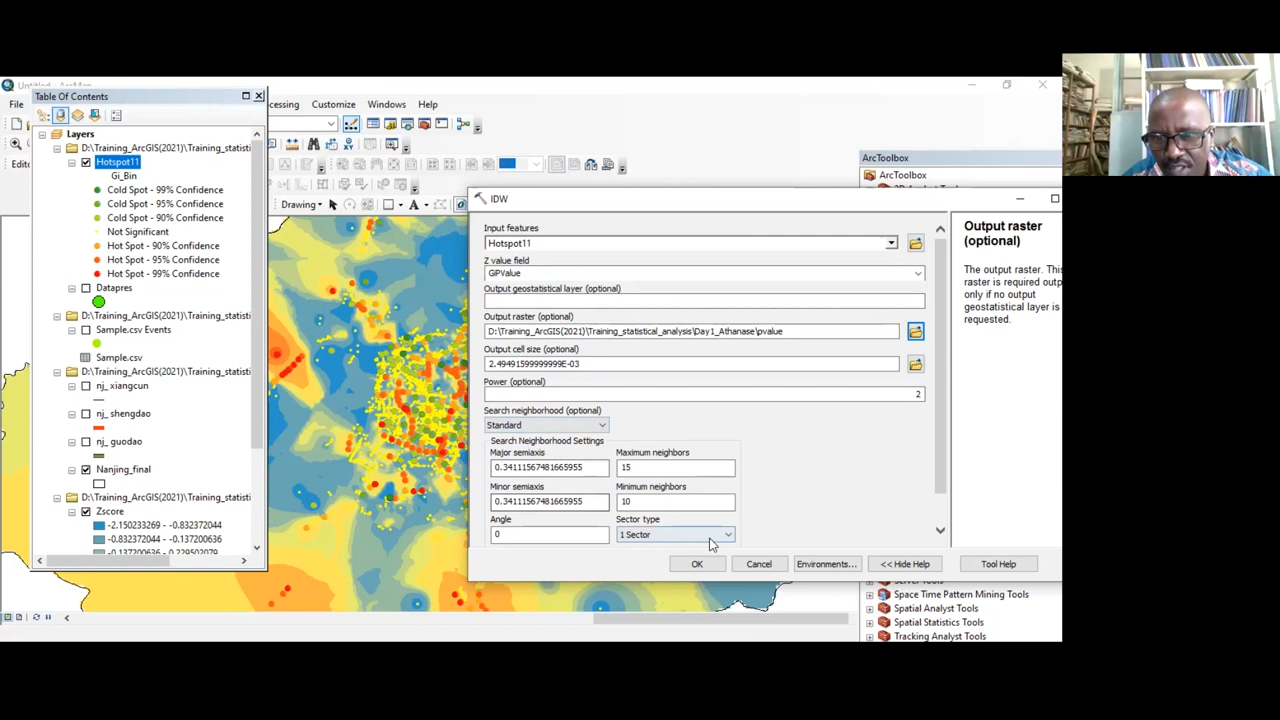 Untitled - ArcMap
File
Customize
Windows
Help
Table Of Contents
Layers
D:\Training_ArcGIS(2021)\Training_statisti
Hotspot11
Gi_Bin
Cold Spot - 99% Confidence
Cold Spot - 95% Confidence
Cold Spot - 90% Confidence
Not Significant
Hot Spot - 90% Confidence
Hot Spot - 95% Confidence
Hot Spot - 99% Confidence
Datapres
D:\Training_ArcGIS(2021)\Training_statisti
Sample.csv Events
Sample.csv
D:\Training_ArcGIS(2021)\Training_statisti
nj_xiangcun
nj_shengdao
nj_guodao
Nanjing_final
D:\Training_ArcGIS(2021)\Training_statisti
Zscore
-2.150233269 - -0.832372044
-0.832372044 - -0.137200636
-0.137200636 - 0.229502079
Drawing
A
ArcToolbox
ArcToolbox
IDW
Input features
Hotspot11
Z value field
GiPValue
Output geostatistical layer (optional)
Output raster (optional)
D:\Training_ArcGIS(2021)\Training_statistical_analysis\Day1_Athanase\pvalue
Output cell size (optional)
2.49491599999999E-03
Power (optional)
2
Search neighborhood (optional)
Standard
Search Neighborhood Settings
Major semiaxis
Maximum neighbors
0.34111567481665955
15
Minor semiaxis
Minimum neighbors
0.34111567481665955
10
Angle
Sector type
0
1 Sector
OK
Cancel
Environments...
<< Hide Help
Tool Help
Output raster
(optional)
The output raster. This
raster is required outp
only if no output
geostatistical layer is
requested.
Space Time Pattern Mining Tools
Spatial Analyst Tools
Spatial Statistics Tools
Tracking Analyst Tools